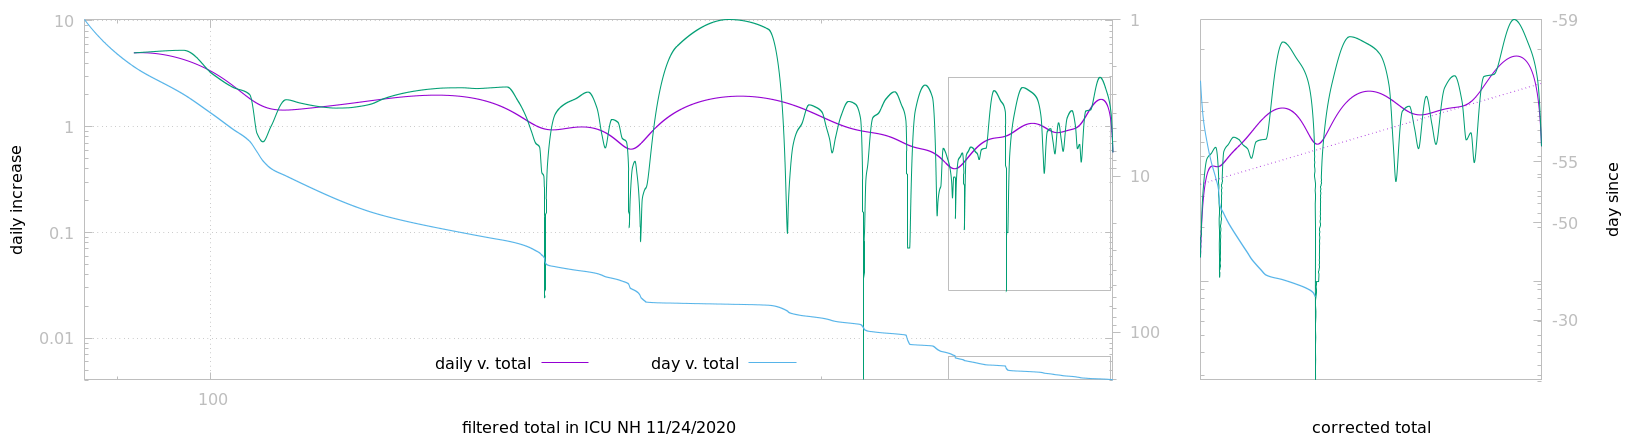 10
1
0.1
0.01
daily increase
100
filtered total in ICU NH 11/24/2020
daily v. total
day v. total
1
10
100
-59
-55
-50
-30
day since
corrected total